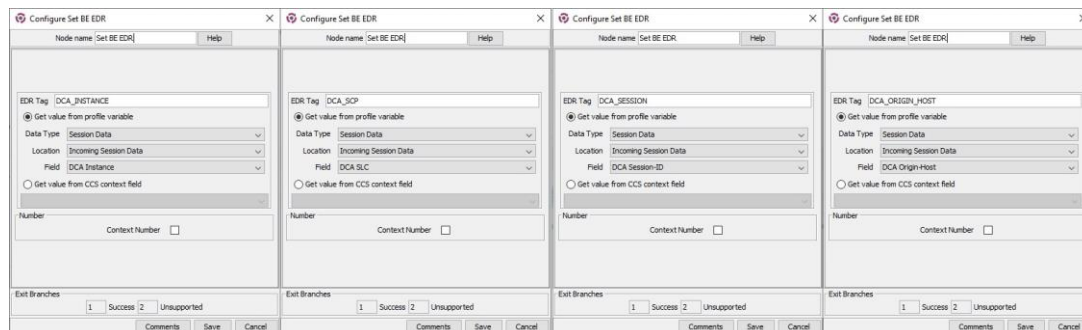 Configure Set BE EDR
Node name Set BE EDR Help
EDR Tag DCA_INSTANCE
Get value from profile variable
Data Type Session Data
Location Incoming Session Data
Field DCA Instance
Get value from CCS context field
Number
Context Number
Exit Branches
1 Success 2 Unsupported
Comments Save Cancel
Configure Set BE EDR
Node name Set BE EDR Help
EDR Tag DCA_SCP
Get value from profile variable
Data Type Session Data
Location Incoming Session Data
Field DCA SLC
Get value from CCS context field
Number
Context Number
Exit Branches
1 Success 2 Unsupported
Comments Save Cancel
Configure Set BE EDR
Node name Set BE EDR Help
EDR Tag DCA_SESSION
Get value from profile variable
Data Type Session Data
Location Incoming Session Data
Field DCA Session-ID
Get value from CCS context field
Number
Context Number
Exit Branches
1 Success 2 Unsupported
Comments Save Cancel
Configure Set BE EDR
Node name Set BE EDR Help
EDR Tag DCA_ORIGIN_HOST
Get value from profile variable
Data Type Session Data
Location Incoming Session Data
Field DCA Origin-Host
Get value from CCS context field
Number
Context Number
Exit Branches
1 Success 2 Unsupported
Comments Save Cancel